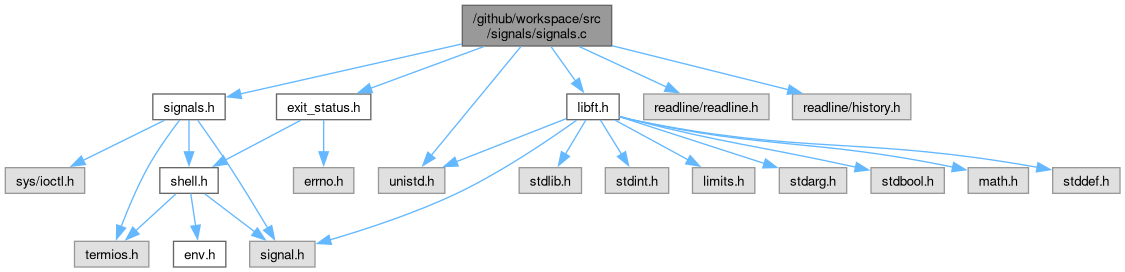 /github/workspace/src
/signals/signals.c
signals.h
exit_status.h
libft.h
readline/readline.h
readline/history.h
sys/ioctl.h
shell.h
errno.h
unistd.h
stdlib.h
stdint.h
limits.h
stdarg.h
stdbool.h
math.h
stddef.h
termios.h
env.h
signal.h